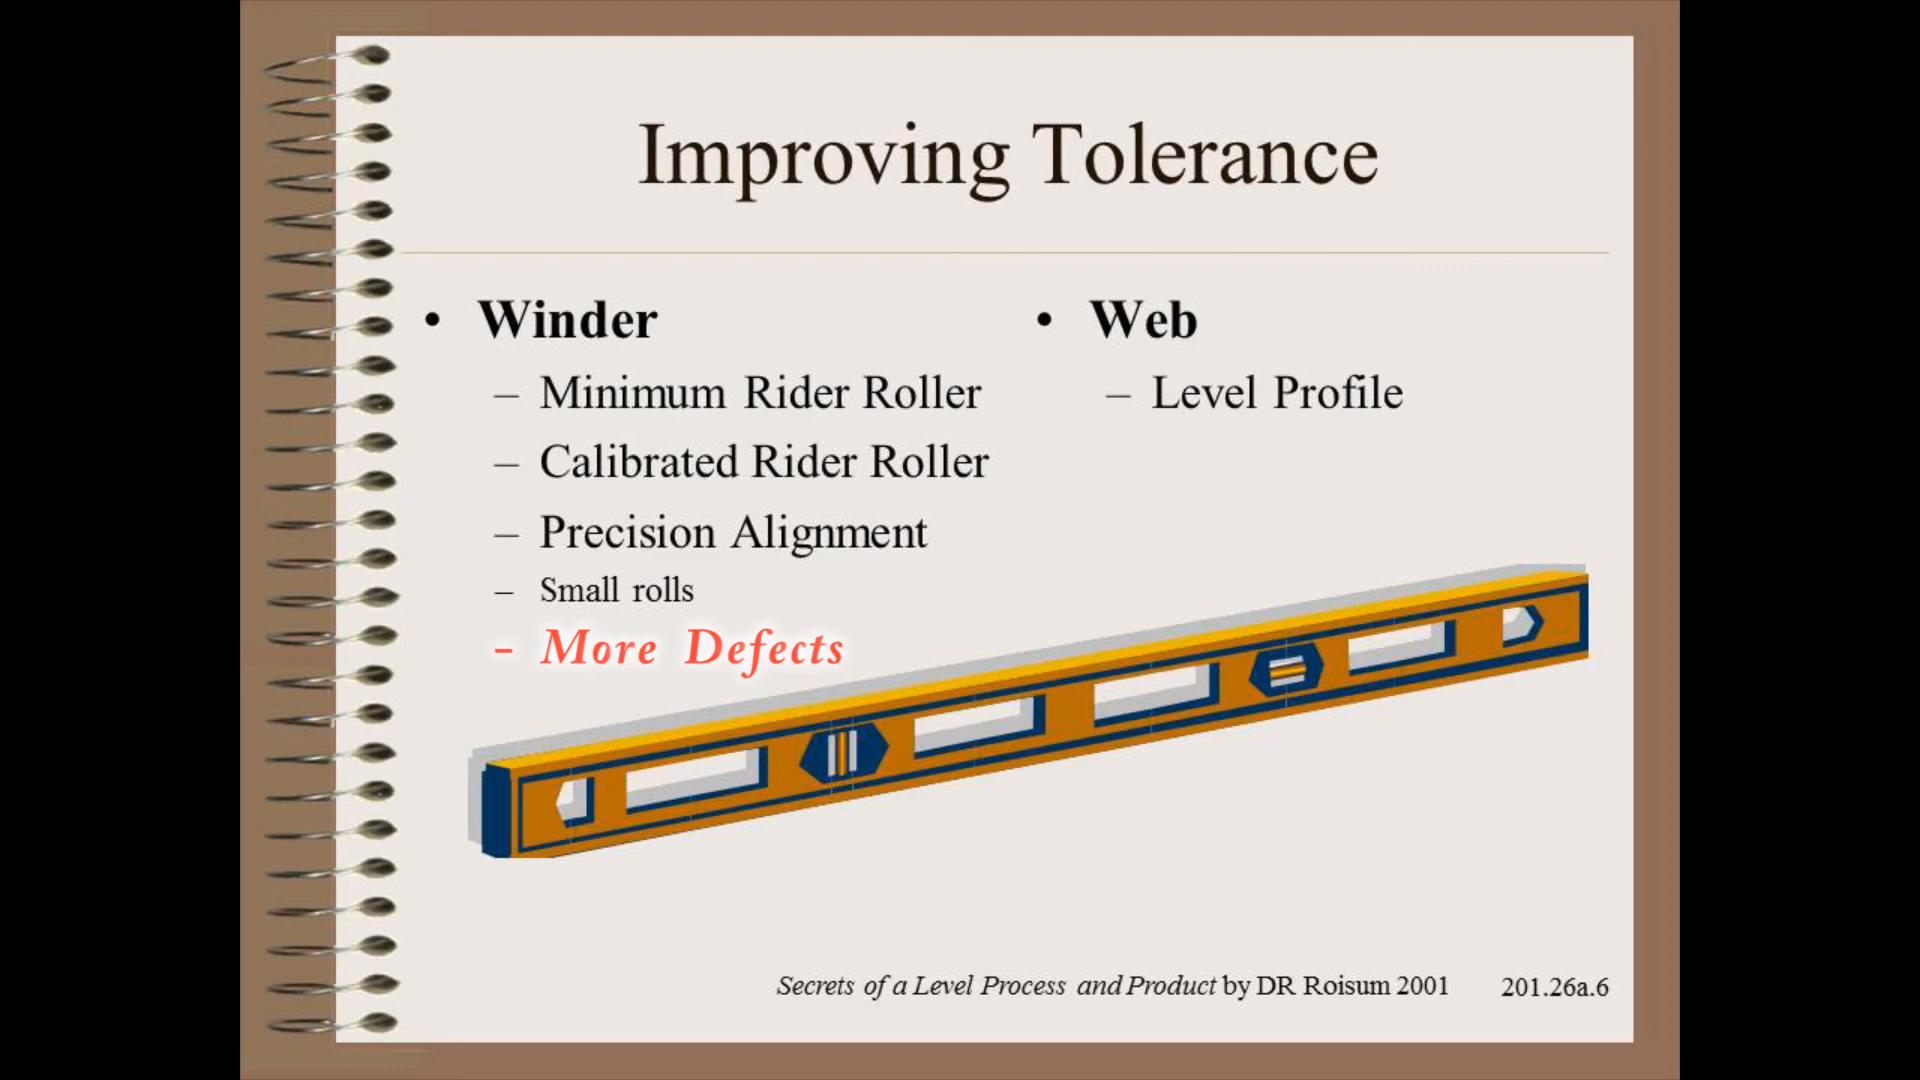 Improving Tolerance
• Winder
– Minimum Rider Roller
– Calibrated Rider Roller
– Precision Alignment
– Small rolls
- More Defects
• Web
– Level Profile
Secrets of a Level Process and Product by DR Roisum 2001
201.26a.6